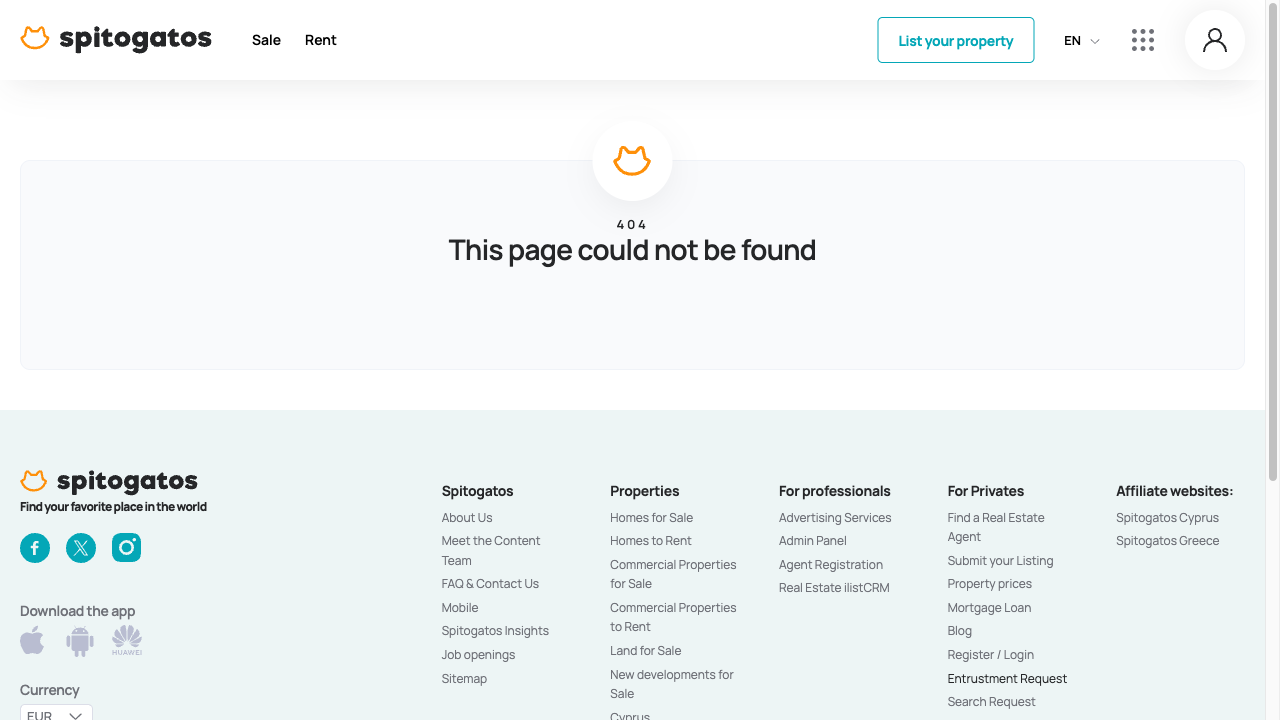 spitogatos
Sale
Rent
List your property
EN
404
This page could not be found
spitogatos
Find your favorite place in the world
Download the app
HUAWEI
Currency
EUR
Spitogatos
About Us
Meet the Content
Team
FAQ & Contact Us
Mobile
Spitogatos Insights
Job openings
Sitemap
Properties
Homes for Sale
Homes to Rent
Commercial Properties
for Sale
Commercial Properties
to Rent
Land for Sale
New developments for
Sale
Cyprus
For professionals
Advertising Services
Admin Panel
Agent Registration
Real Estate ilistCRM
For Privates
Find a Real Estate
Agent
Submit your Listing
Property prices
Mortgage Loan
Blog
Register / Login
Entrustment Request
Search Request
Affiliate websites:
Spitogatos Cyprus
Spitogatos Greece